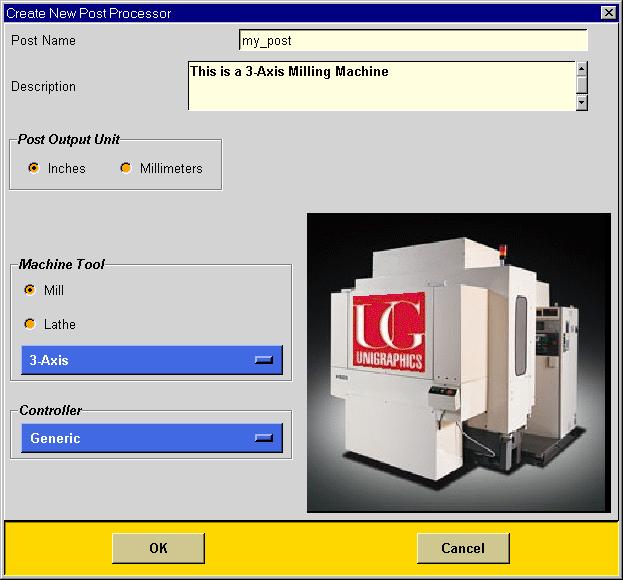 Create New Post Processor
Post Name
my_post
Description
This is a 3-Axis Milling Machine
Post Output Unit
Inches
Millimeters
Machine Tool
Mill
Lathe
3-Axis
Controller
Generic
UG
UNIGRAPHICS
OK
Cancel